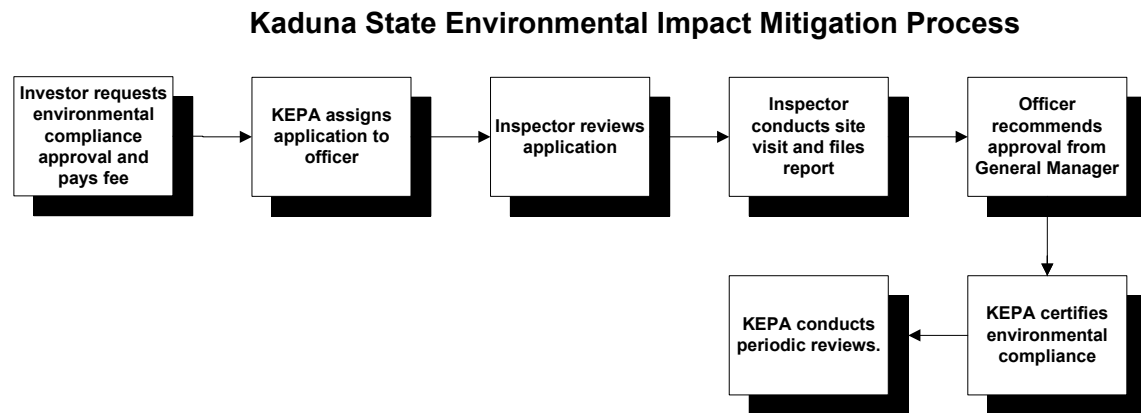 Kaduna State Environmental Impact Mitigation Process
Investor requests
environmental
compliance
approval and
pays fee
KEPA assigns
application to
officer
Inspector reviews
application
Inspector
conducts site
visit and files
report
Officer
recommends
approval from
General Manager
KEPA certifies
environmental
compliance
KEPA conducts
periodic reviews.